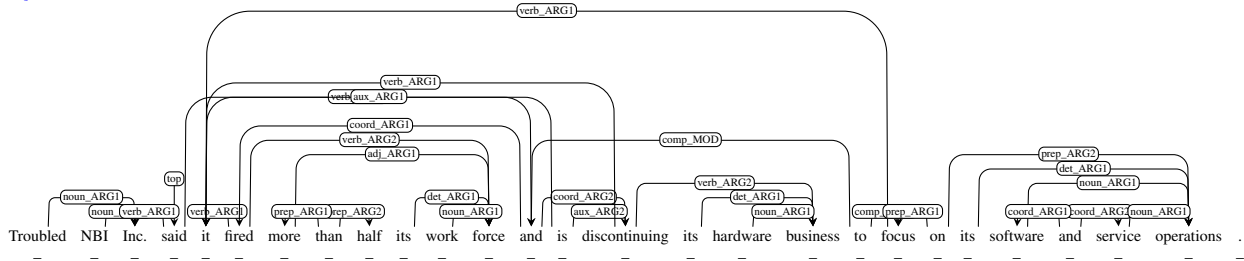 verb_ARG1
verb_ARG1
verb aux_ARG1
coord_ARG1
verb_ARG2 comp_MOD
adj_ARG1 prep_ARG2
top det_ARG1
verb_ARG2 noun_ARG1
noun_ARG1 det_ARG1 coord_ARG2 det_ARG1
noun_ verb_ARG1 verb_ARG1 prep_ARG1 rep_ARG2 noun_ARG1 aux_ARG2 noun_ARG1 comp_ prep_ARG1 coord_ARG1 coord_ARG2 noun_ARG1
Troubled NBI Inc. said it fired more than half its work force and is discontinuing its hardware business to focus on its software and service operations .